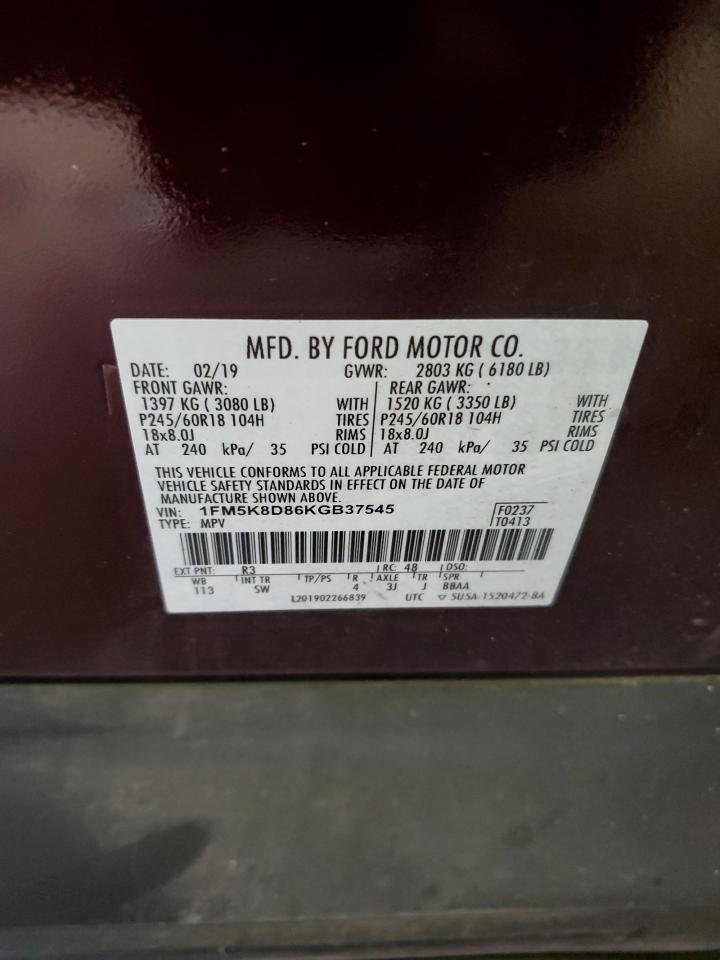 MFD. BY FORD MOTOR CO.
DATE: 02/19 GVWR: 2803 KG ( 6180 LB)
FRONT GAWR: REAR GAWR:
1397 KG ( 3080 LB) WITH 1520 KG ( 3350 LB) WITH
P245/60R18 104H TIRES P245/60R18 104H TIRES
18x8.0J RIMS 18x8.0J RIMS
AT 240 kPa/ 35 PSI COLD AT 240 kPa/ 35 PSI COLD
THIS VEHICLE CONFORMS TO ALL APPLICABLE FEDERAL MOTOR
VEHICLE SAFETY STANDARDS IN EFFECT ON THE DATE OF
MANUFACTURE SHOWN ABOVE.
VIN: 1FM5K8D86KGB37545 F0237
TYPE: MPV T0413
EXT PNT: R3 RC: 48 DSO:
WB INT TR TP/PS R AXLE TR SPR
113 SW 4 3J J BBAA
L201902266839 UTC ▽ 5USA-1520472-BA